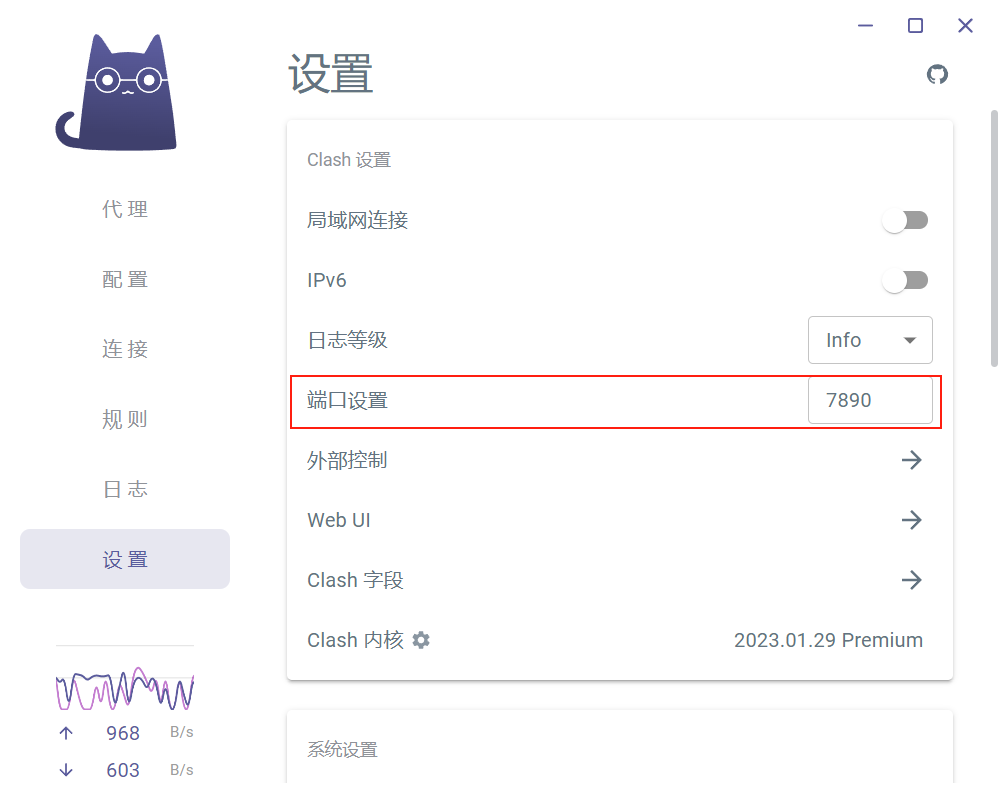 设置
代理
配置
连接
规则
日志
设置
968 B/s
603 B/s
Clash 设置
局域网连接
IPv6
日志等级 Info
端口设置 7890
外部控制
Web UI
Clash 字段
Clash 内核 2023.01.29 Premium
系统设置